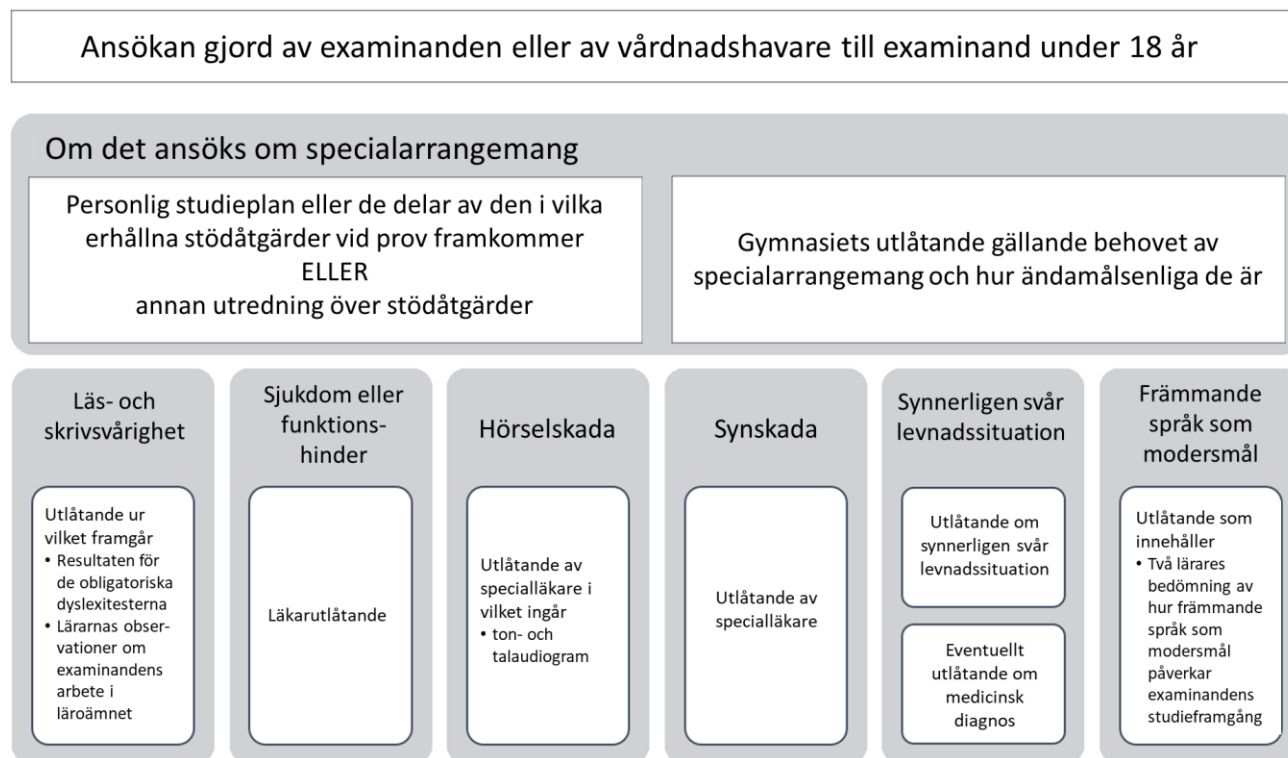 Ansökan gjord av examinanden eller av vårdnadshavare till examinand under 18 år
Om det ansöks om specialarrangemang
Personlig studieplan eller de delar av den i vilka
erhållna stödåtgärder vid prov framkommer
ELLER
annan utredning över stödåtgärder
Gymnasiets utlåtande gällande behovet av
specialarrangemang och hur ändamålsenliga de är
Läs- och
skrivsvårighet
Utlåtande ur
vilket framgår
• Resultaten för
de obligatoriska
dyslexitesterna
• Lärarnas obser-
vationer om
examinandens
arbete i
läroämnet
Sjukdom eller
funktions-
hinder
Läkarutlåtande
Hörselskada
Utlåtande av
specialläkare i
vilket ingår
• ton- och
talaudiogram
Synskada
Utlåtande av
specialläkare
Synnerligen svår
levnadssituation
Utlåtande om
synnerligen svår
levnadssituation
Eventuellt
utlåtande om
medicinsk
diagnos
Främmande
språk som
modersmål
Utlåtande som
innehåller
• Två lärares
bedömning av
hur främmande
språk som
modersmål
påverkar
examinandens
studieframgång